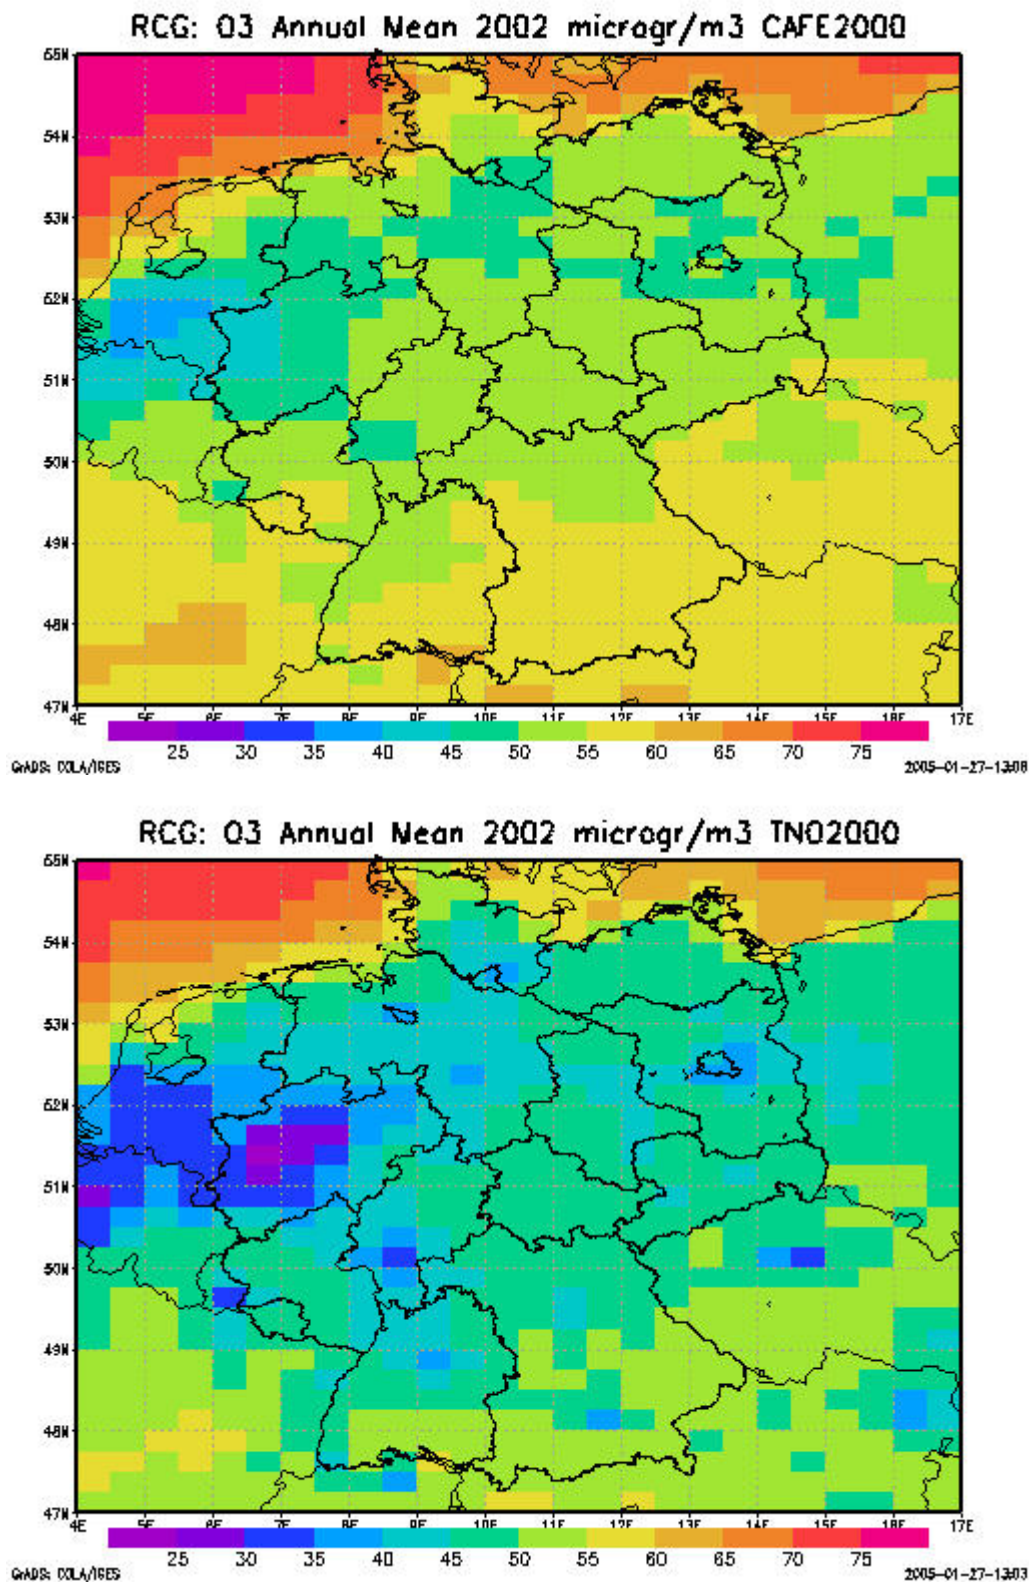 RCG: O3 Annual Mean 2002 microgr/m3 CAFE2000
55N
54N
53N
52N
51N
50N
49N
48N
47N
4E 5E 6E 7E 8E 9E 10E 11E 12E 13E 14E 15E 16E 17E
25 30 35 40 45 50 55 60 65 70 75
GrADS: COLA/IGES 2005-01-27-13:08
RCG: O3 Annual Mean 2002 microgr/m3 TNO2000
55N
54N
53N
52N
51N
50N
49N
48N
47N
4E 5E 6E 7E 8E 9E 10E 11E 12E 13E 14E 15E 16E 17E
25 30 35 40 45 50 55 60 65 70 75
GrADS: COLA/IGES 2005-01-27-13:03